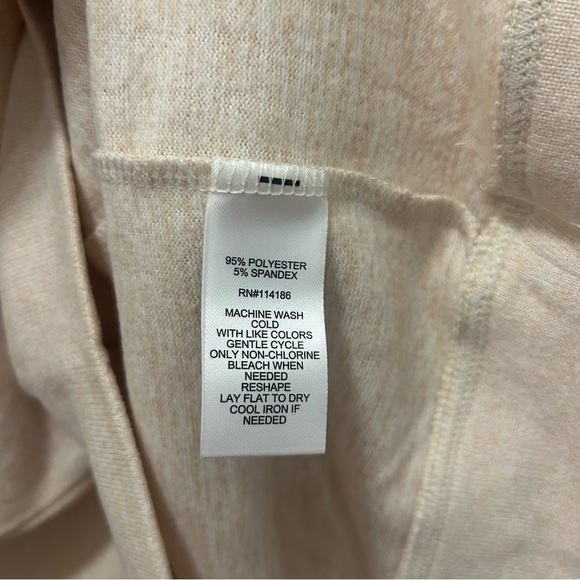 95% POLYESTER
5% SPANDEX
RN#114186
MACHINE WASH
COLD
WITH LIKE COLORS
GENTLE CYCLE
ONLY NON-CHLORINE
BLEACH WHEN
NEEDED
RESHAPE
LAY FLAT TO DRY
COOL IRON IF
NEEDED